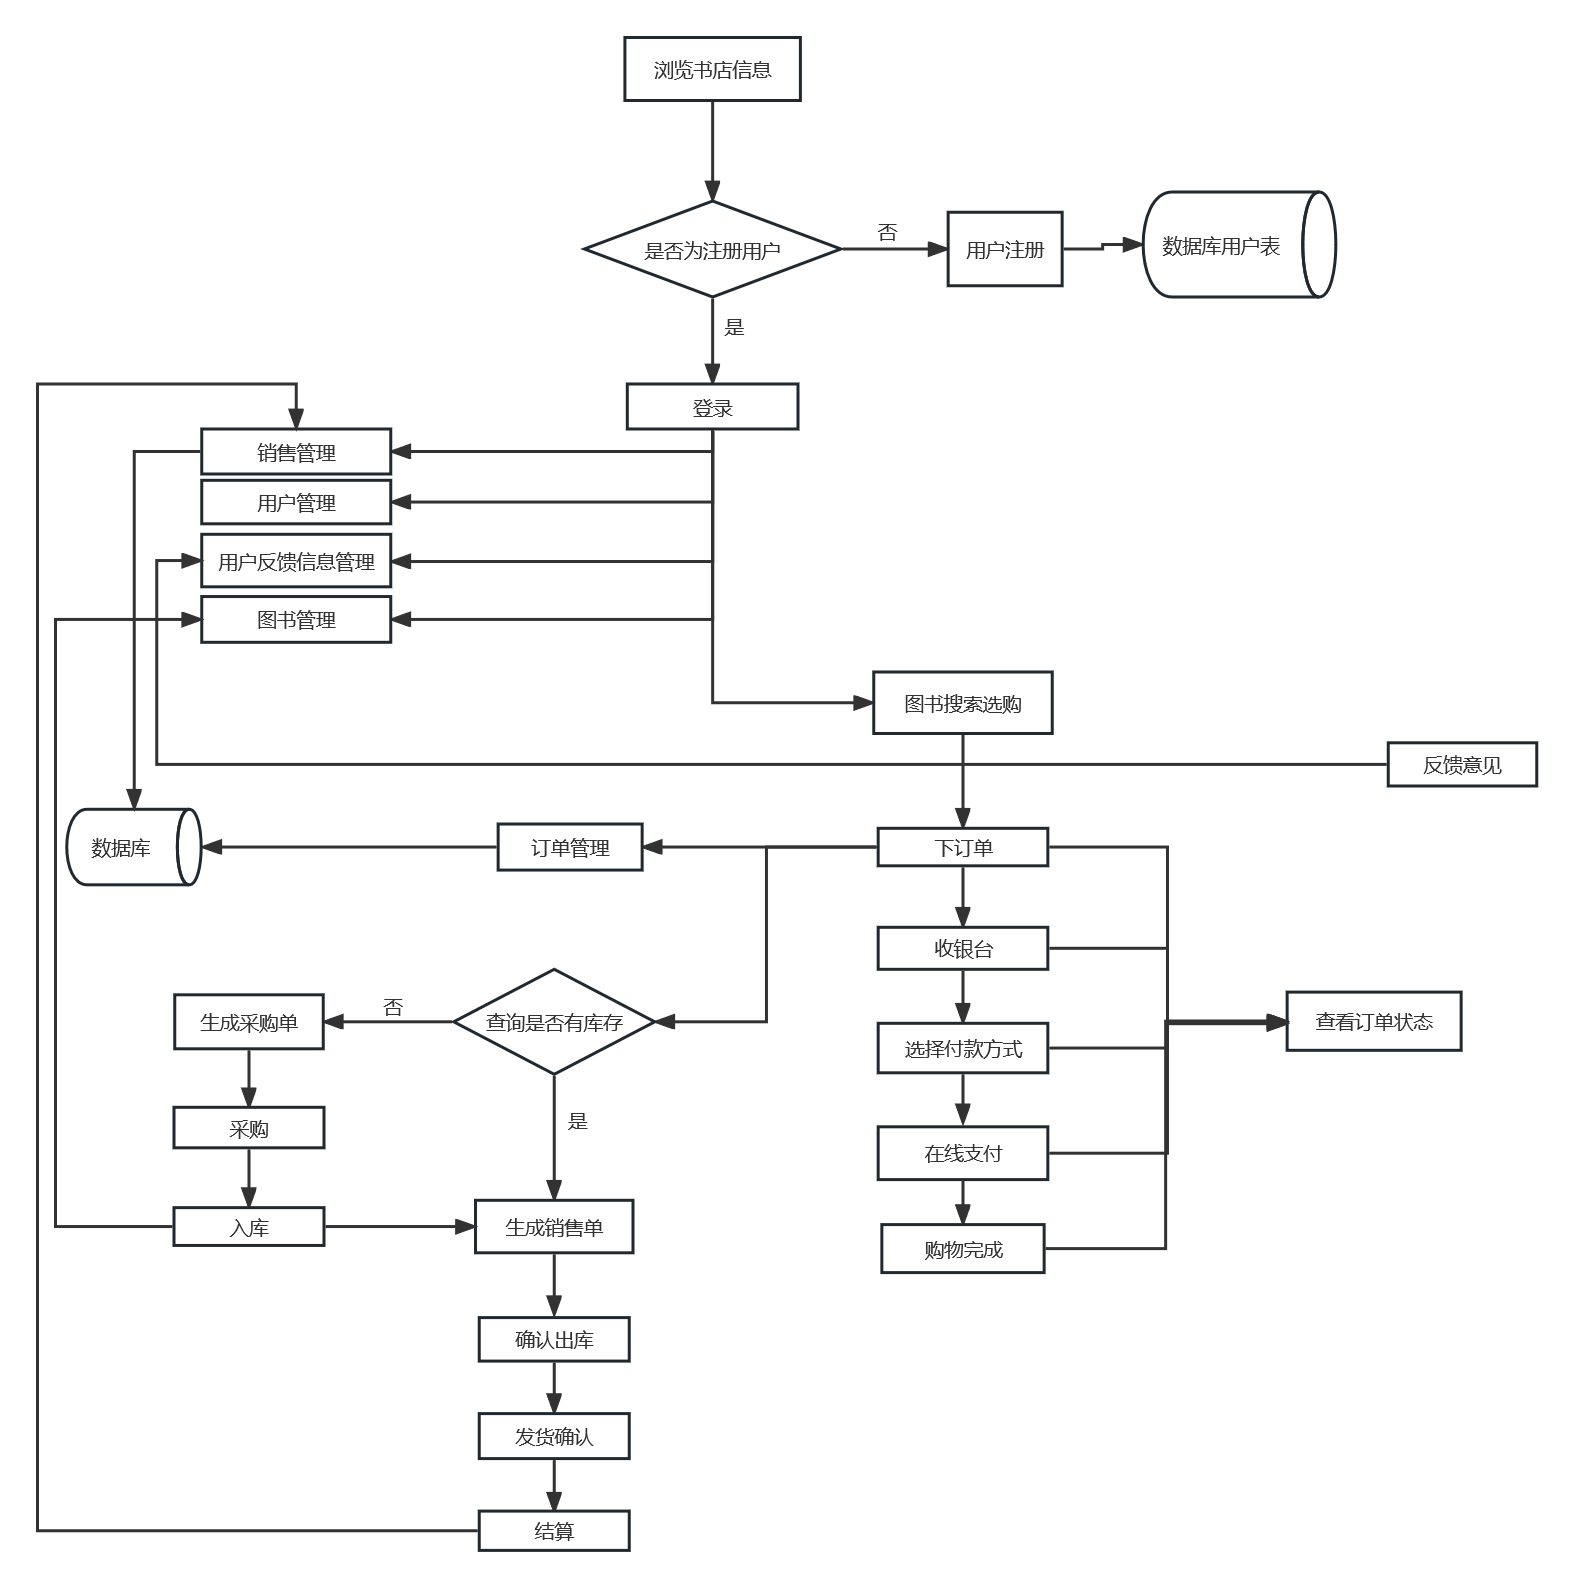 浏览书店信息
是否为注册用户
否
用户注册
数据库用户表
是
登录
销售管理
用户管理
用户反馈信息管理
图书管理
图书搜索选购
反馈意见
数据库
订单管理
下订单
收银台
生成采购单
否
查询是否有库存
选择付款方式
查看订单状态
采购
是
在线支付
入库
生成销售单
购物完成
确认出库
发货确认
结算